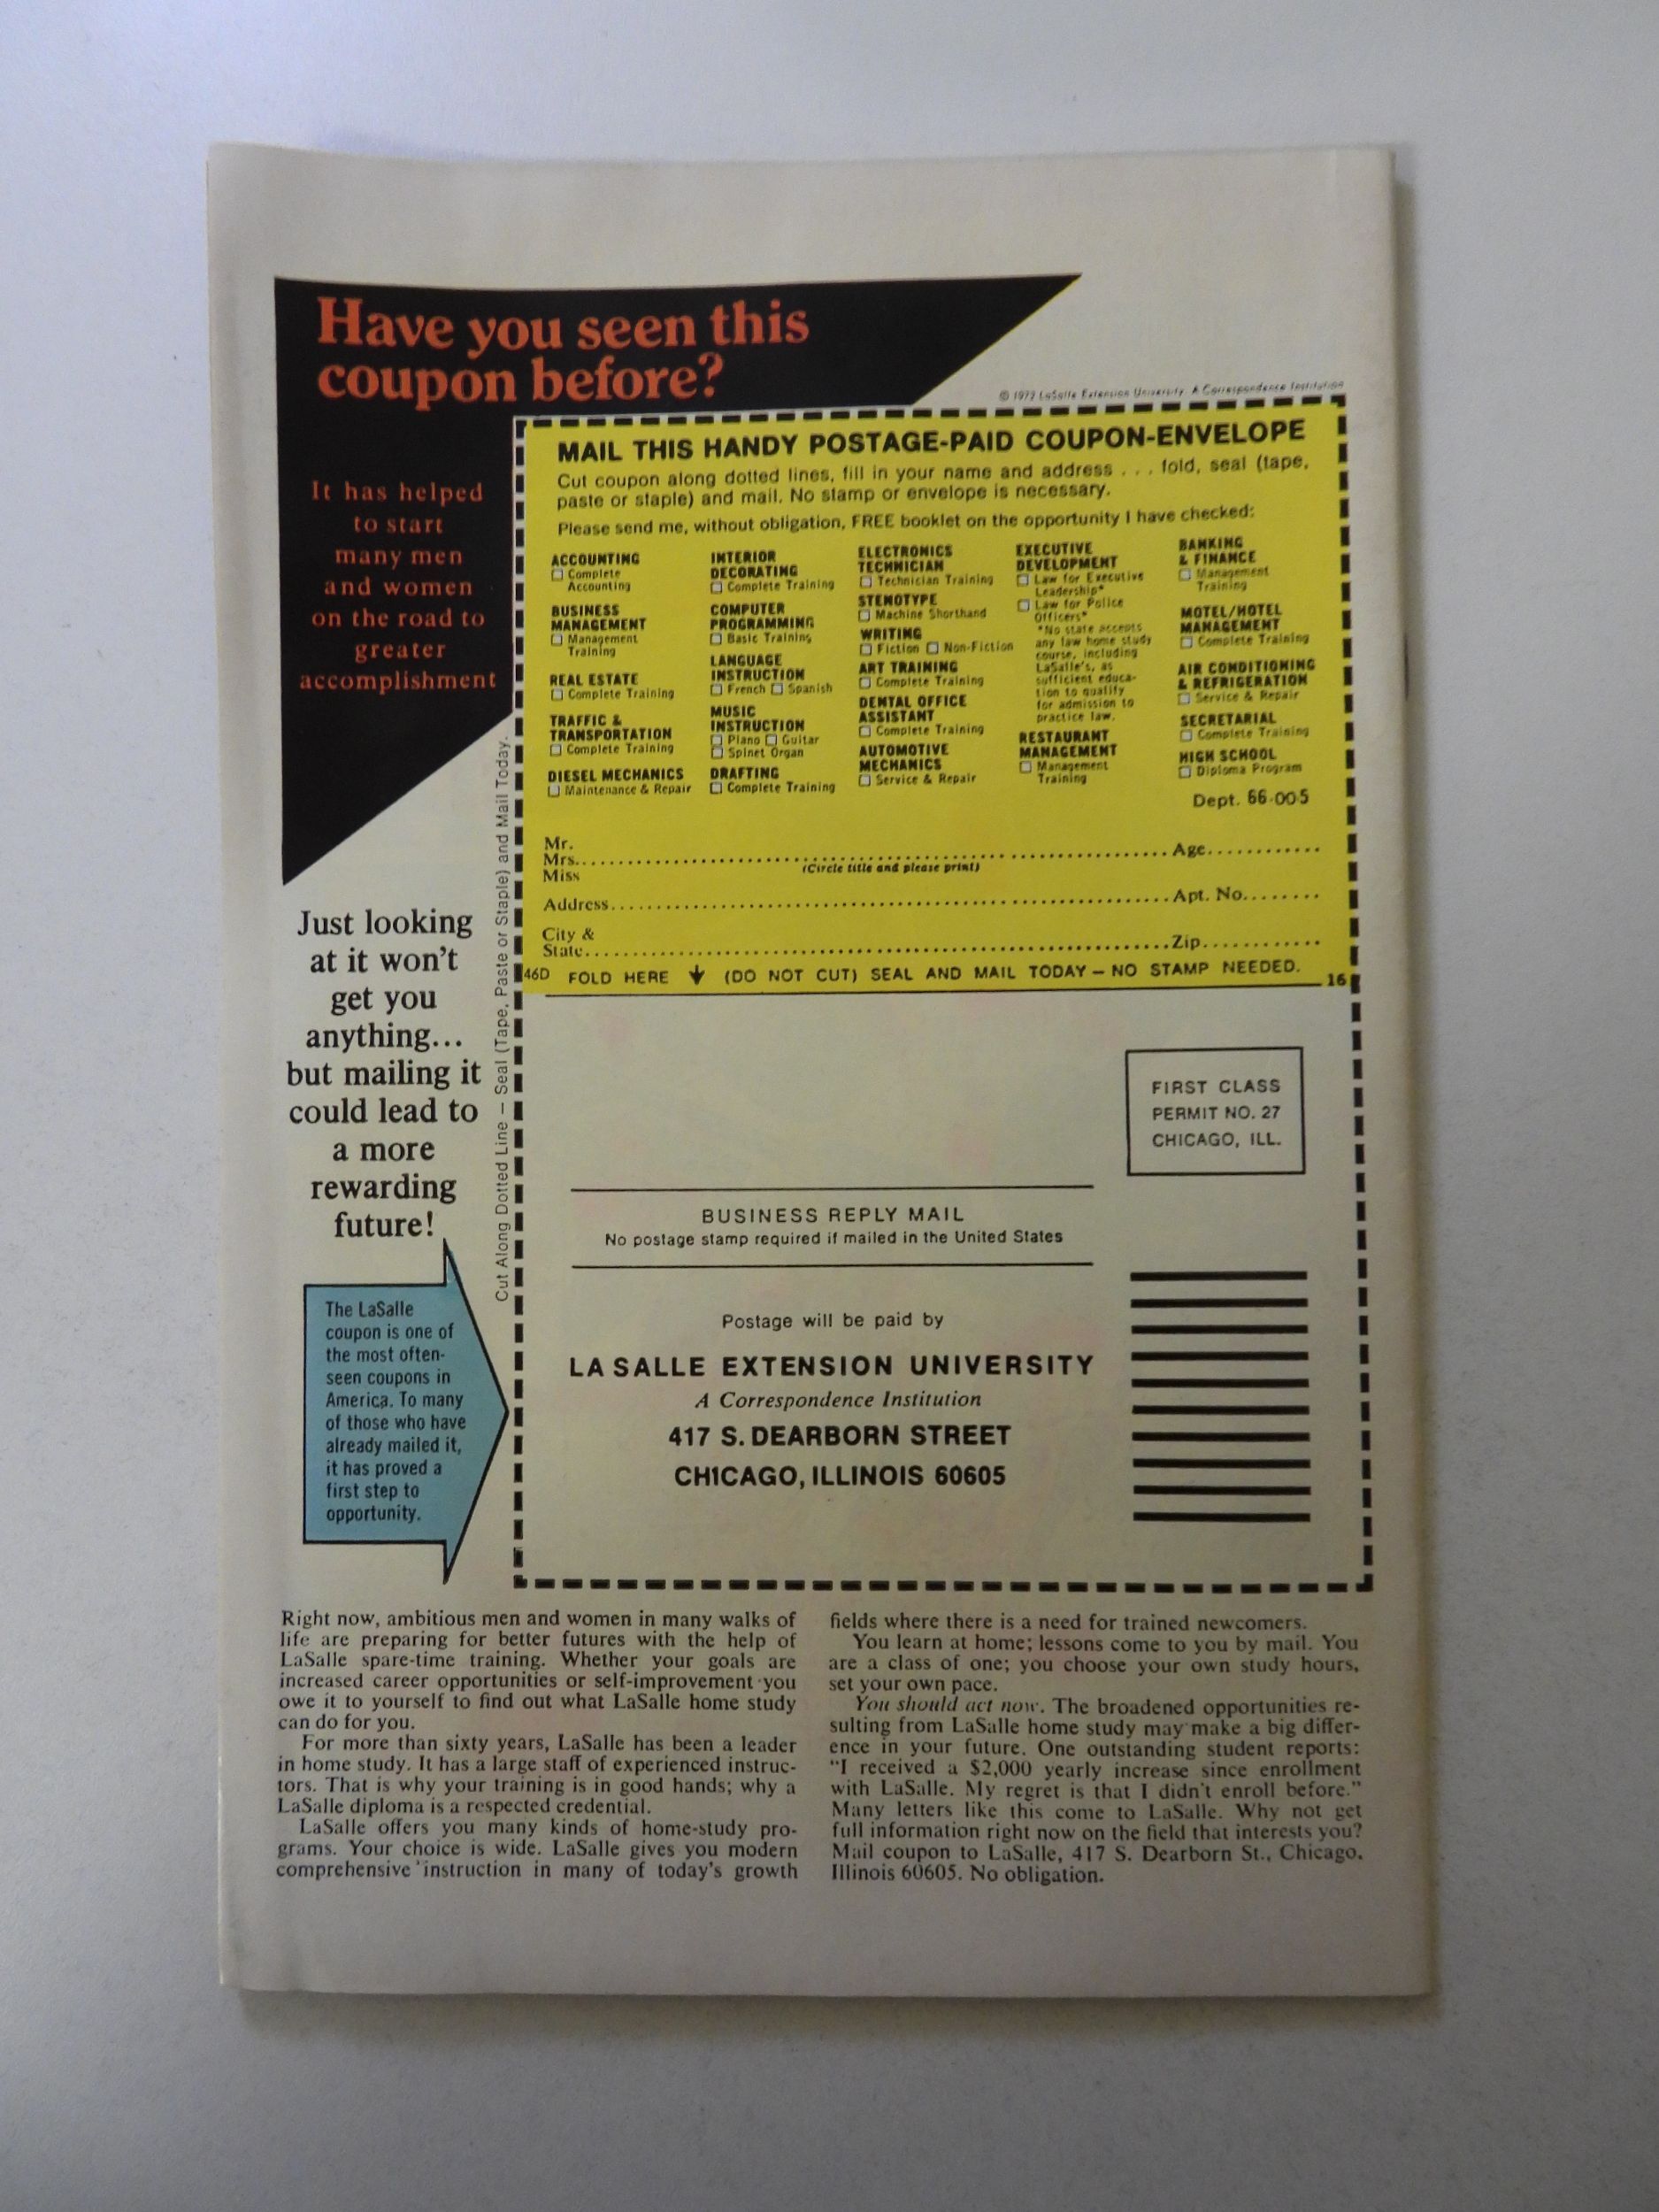 Have you seen this
coupon before?
It has helped
to start
many men
and women
on the road to
greater
accomplishment
© 1972 LaSalle Extension University. A Correspondence Institution
MAIL THIS HANDY POSTAGE-PAID COUPON-ENVELOPE
Cut coupon along dotted lines, fill in your name and address . . . fold, seal (tape,
paste or staple) and mail. No stamp or envelope is necessary.
Please send me, without obligation, FREE booklet on the opportunity I have checked:
ACCOUNTING
Complete
Accounting
BUSINESS
MANAGEMENT
Management
Training
REAL ESTATE
Complete Training
TRAFFIC &
TRANSPORTATION
Complete Training
DIESEL MECHANICS
Maintenance & Repair
INTERIOR
DECORATING
Complete Training
COMPUTER
PROGRAMMING
Basic Training
LANGUAGE
INSTRUCTION
French Spanish
MUSIC
INSTRUCTION
Piano Guitar
Spinet Organ
DRAFTING
Complete Training
ELECTRONICS
TECHNICIAN
Technician Training
STENOTYPE
Machine Shorthand
WRITING
Fiction Non-Fiction
ART TRAINING
Complete Training
DENTAL OFFICE
ASSISTANT
Complete Training
AUTOMOTIVE
MECHANICS
Service & Repair
EXECUTIVE
DEVELOPMENT
Law for Executive
Leadership*
Law for Police
Officers*
*No state accepts
any law home study
course, including
LaSalle's, as
sufficient educa-
tion to qualify
for admission to
practice law.
RESTAURANT
MANAGEMENT
Management
Training
BANKING
& FINANCE
Management
Training
MOTEL/HOTEL
MANAGEMENT
Complete Training
AIR CONDITIONING
& REFRIGERATION
Service & Repair
SECRETARIAL
Complete Training
HIGH SCHOOL
Diploma Program
Dept. 66-005
Mr.
Mrs. Age
Miss
(Circle title and please print)
Address Apt. No.
City &
State Zip
46D FOLD HERE (DO NOT CUT) SEAL AND MAIL TODAY — NO STAMP NEEDED. 16
Cut Along Dotted Line — Seal (Tape, Paste or Staple) and Mail Today.
Just looking
at it won't
get you
anything...
but mailing it
could lead to
a more
rewarding
future!
The LaSalle
coupon is one of
the most often-
seen coupons in
America. To many
of those who have
already mailed it,
it has proved a
first step to
opportunity.
FIRST CLASS
PERMIT NO. 27
CHICAGO, ILL.
BUSINESS REPLY MAIL
No postage stamp required if mailed in the United States
Postage will be paid by
LA SALLE EXTENSION UNIVERSITY
A Correspondence Institution
417 S. DEARBORN STREET
CHICAGO, ILLINOIS 60605
Right now, ambitious men and women in many walks of
life are preparing for better futures with the help of
LaSalle spare-time training. Whether your goals are
increased career opportunities or self-improvement you
owe it to yourself to find out what LaSalle home study
can do for you.
For more than sixty years, LaSalle has been a leader
in home study. It has a large staff of experienced instruc-
tors. That is why your training is in good hands; why a
LaSalle diploma is a respected credential.
LaSalle offers you many kinds of home-study pro-
grams. Your choice is wide. LaSalle gives you modern
comprehensive instruction in many of today's growth
fields where there is a need for trained newcomers.
You learn at home; lessons come to you by mail. You
are a class of one; you choose your own study hours,
set your own pace.
You should act now. The broadened opportunities re-
sulting from LaSalle home study may make a big differ-
ence in your future. One outstanding student reports:
"I received a $2,000 yearly increase since enrollment
with LaSalle. My regret is that I didn't enroll before."
Many letters like this come to LaSalle. Why not get
full information right now on the field that interests you?
Mail coupon to LaSalle, 417 S. Dearborn St., Chicago,
Illinois 60605. No obligation.